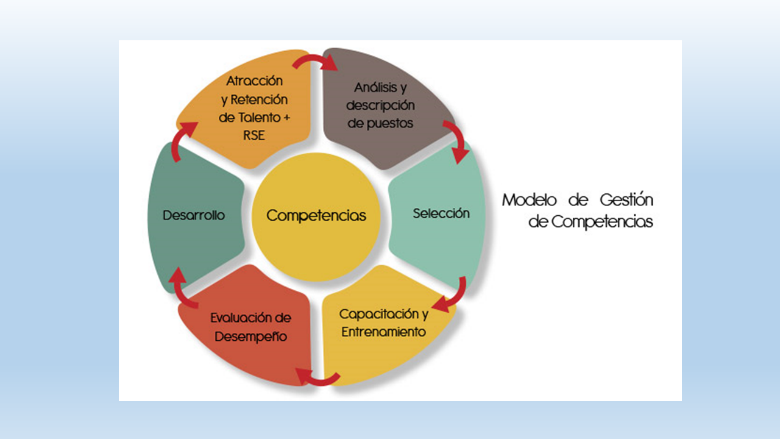 Atracción
y Retención
de Talento +
RSE
Análisis y
descripción
de puestos
Selección
Capacitación y
Entrenamiento
Evaluación de
Desempeño
Desarrollo
Competencias
Modelo de Gestión
de Competencias